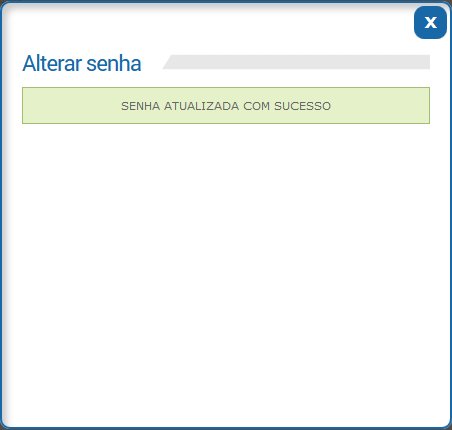 x
Alterar senha
SENHA ATUALIZADA COM SUCESSO